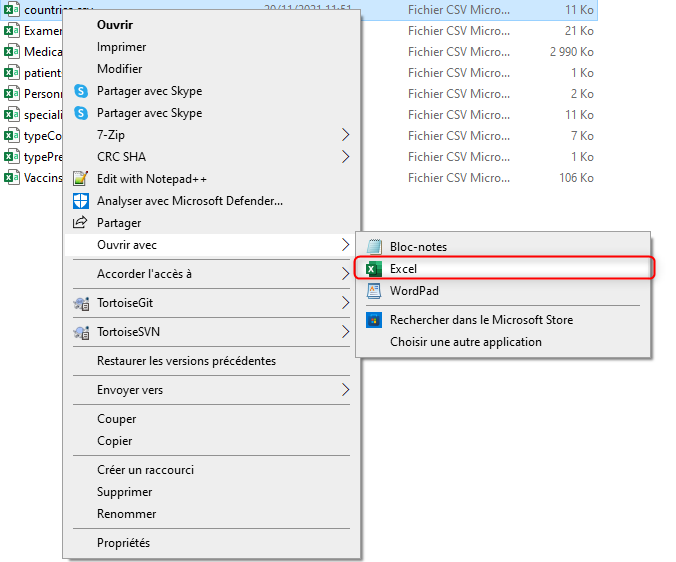 countries.csv 29/11/2021 11:51 Fichier CSV Micro... 11 Ko
Examen Fichier CSV Micro... 21 Ko
Medica Fichier CSV Micro... 2 990 Ko
patient Fichier CSV Micro... 1 Ko
Personn Fichier CSV Micro... 2 Ko
speciali Fichier CSV Micro... 11 Ko
typeCo Fichier CSV Micro... 7 Ko
typePre Fichier CSV Micro... 1 Ko
Vaccins Fichier CSV Micro... 106 Ko
Ouvrir
Imprimer
Modifier
Partager avec Skype
Partager avec Skype
7-Zip
CRC SHA
Edit with Notepad++
Analyser avec Microsoft Defender...
Partager
Ouvrir avec
Accorder l'accès à
TortoiseGit
TortoiseSVN
Restaurer les versions précédentes
Envoyer vers
Couper
Copier
Créer un raccourci
Supprimer
Renommer
Propriétés
Bloc-notes
Excel
WordPad
Rechercher dans le Microsoft Store
Choisir une autre application